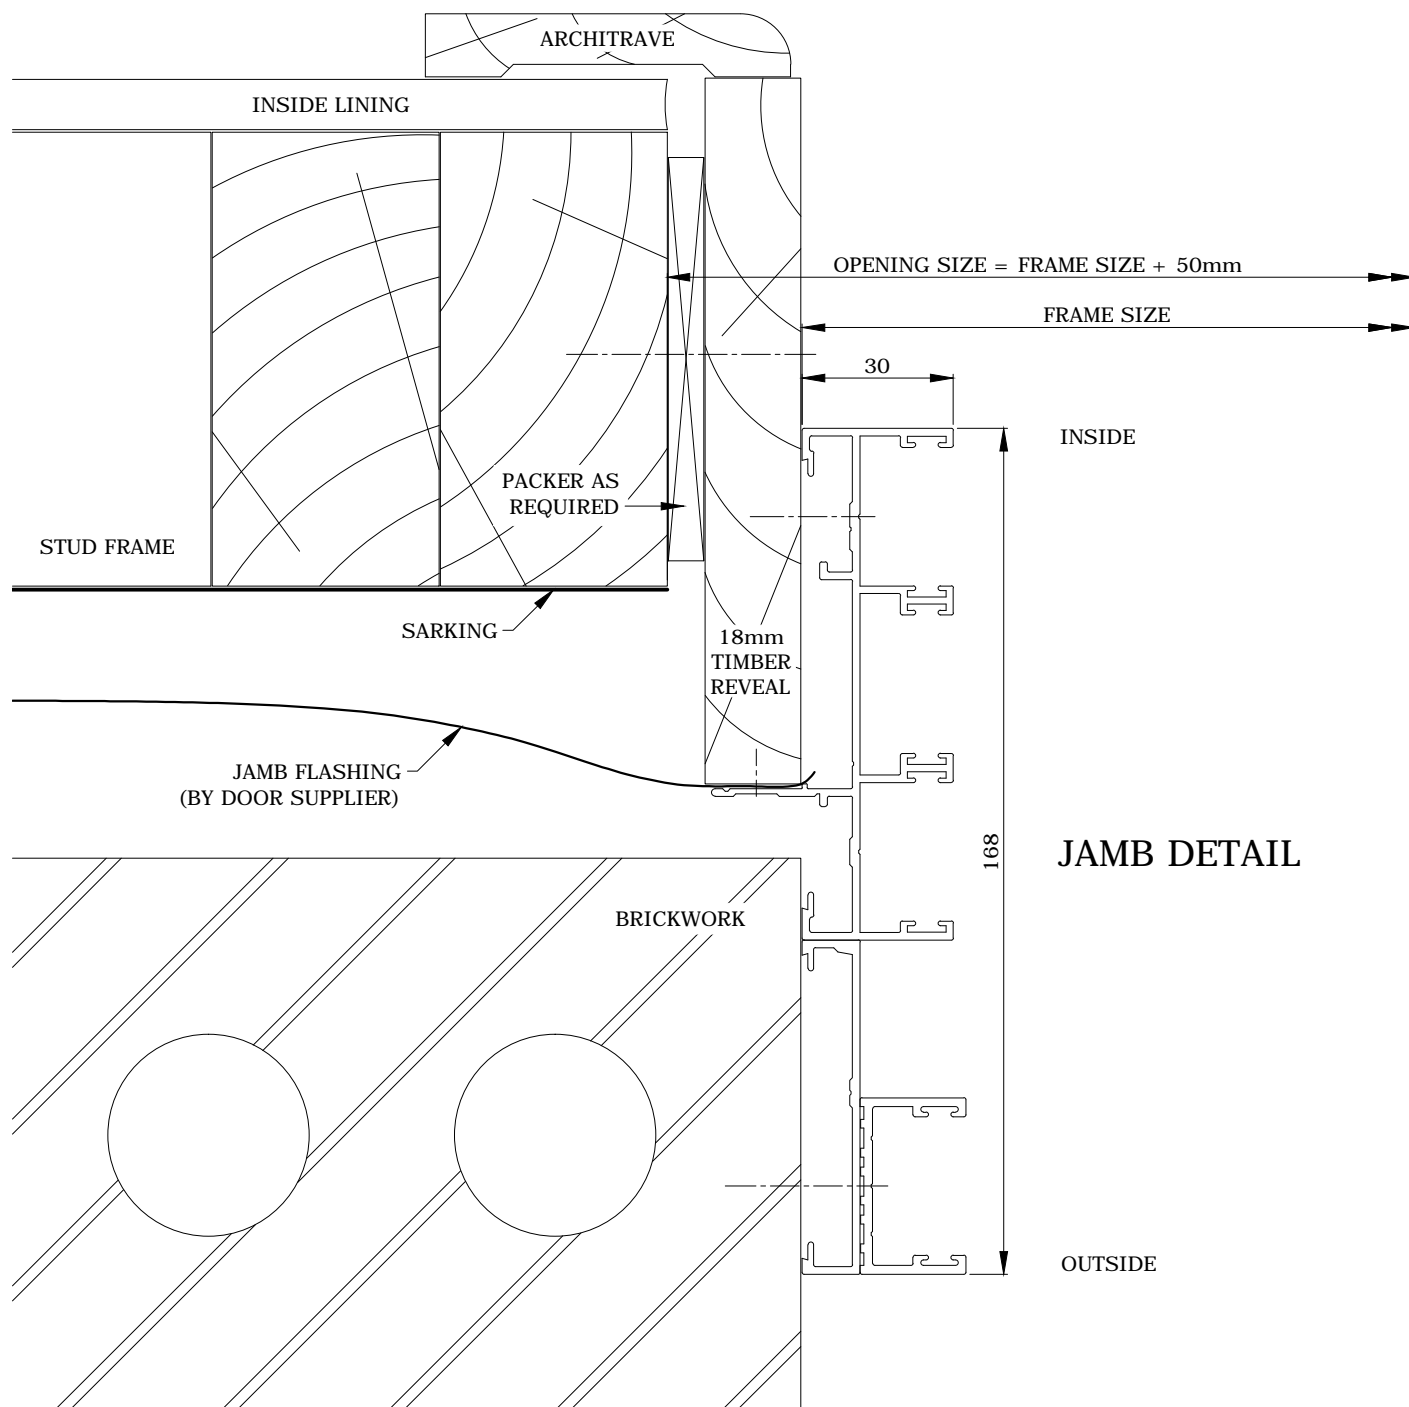 ARCHITRAVE
INSIDE LINING
OPENING SIZE = FRAME SIZE + 50mm
FRAME SIZE
30
INSIDE
PACKER AS
REQUIRED
STUD FRAME
SARKING
18mm
TIMBER
REVEAL
JAMB FLASHING
(BY DOOR SUPPLIER)
168
JAMB DETAIL
BRICKWORK
OUTSIDE